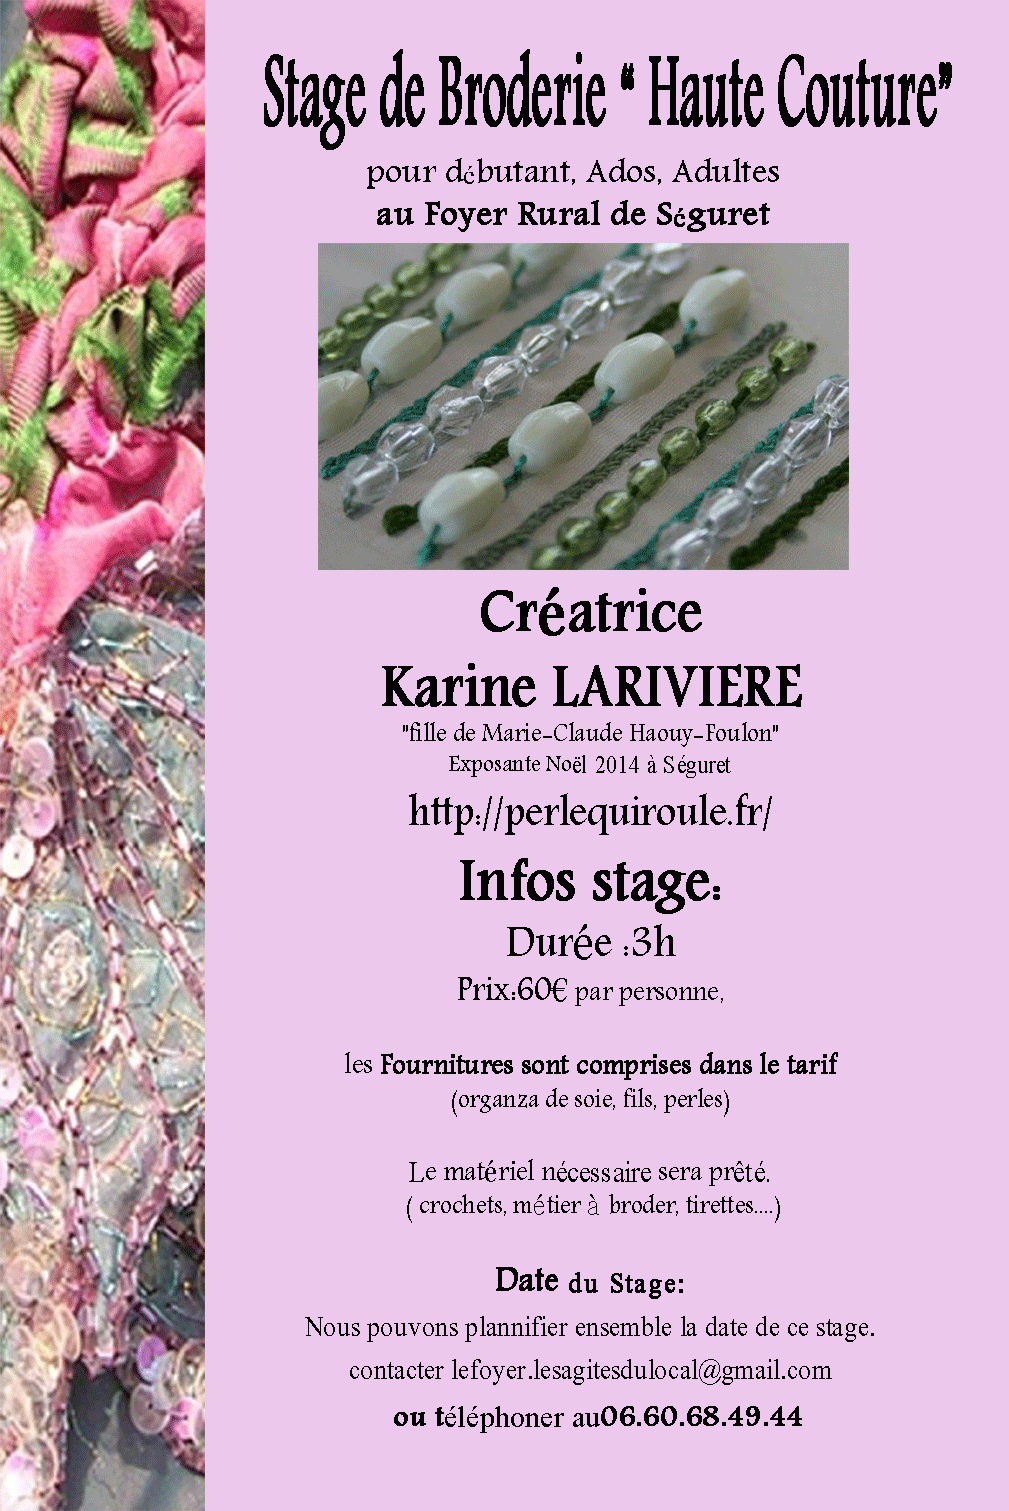 Stage de Broderie “ Haute Couture”
pour débutant, Ados, Adultes
au Foyer Rural de Séguret
Créatrice
Karine LARIVIERE
"fille de Marie-Claude Haouy-Foulon"
Exposante Noël 2014 à Séguret
http://perlequiroule.fr/
Infos stage:
Durée :3h
Prix:60€ par personne,
les Fournitures sont comprises dans le tarif
(organza de soie, fils, perles)
Le matériel nécessaire sera prêté.
( crochets, métier à broder, tirettes....)
Date du Stage:
Nous pouvons plannifier ensemble la date de ce stage.
contacter lefoyer.lesagitesdulocal@gmail.com
ou téléphoner au06.60.68.49.44